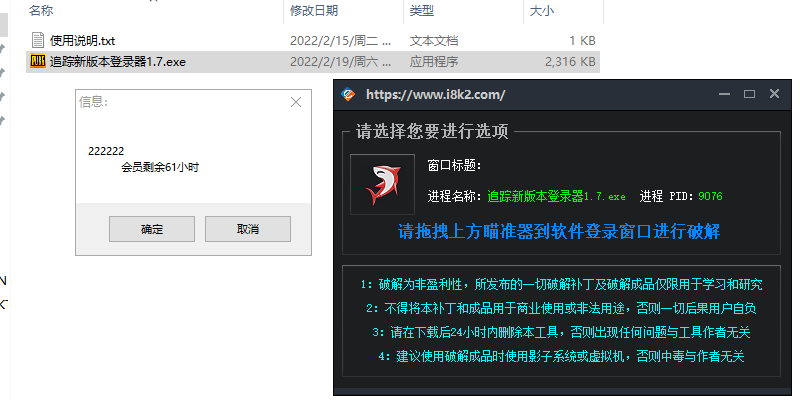 名称 修改日期 类型 大小
使用说明.txt 2022/2/15/周二 ... 文本文档 1 KB
追踪新版本登录器1.7.exe 2022/2/19/周六 ... 应用程序 2,316 KB
信息：
222222
会员剩余61小时
确定 取消
https://www.i8k2.com/
请选择您要进行选项
窗口标题：
进程名称：追踪新版本登录器1.7.exe 进程 PID：9076
请拖拽上方瞄准器到软件登录窗口进行破解
1：破解为非盈利性，所发布的一切破解补丁及破解成品仅限用于学习和研究
2：不得将本补丁和成品用于商业使用或非法用途，否则一切后果用户自负
3：请在下载后24小时内删除本工具，否则出现任何问题与工具作者无关
4：建议使用破解成品时使用影子系统或虚拟机，否则中毒与作者无关